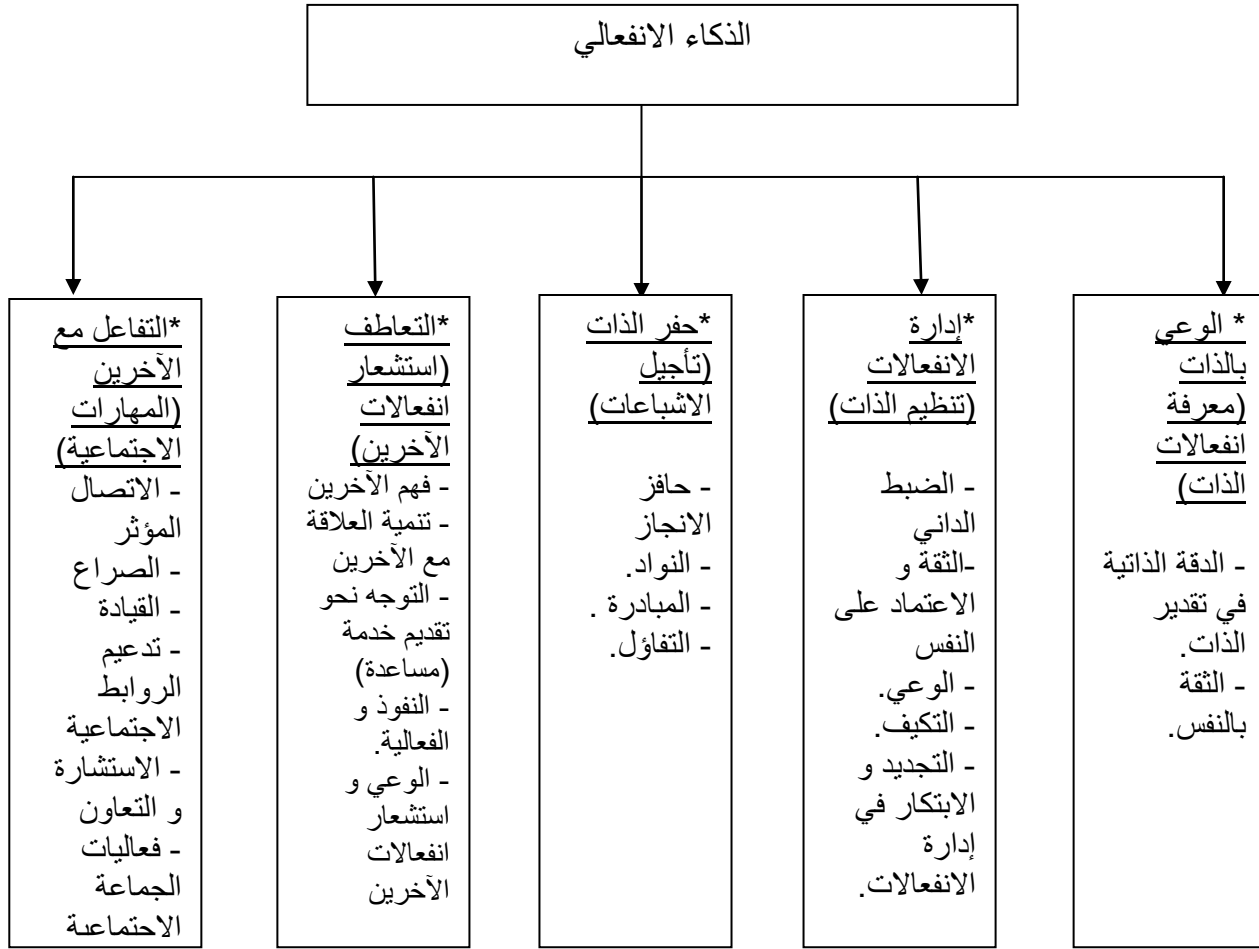 الذكاء الانفعالي
* الوعي
بالذات
(معرفة
انفعالات
الذات)
- الدقة الذاتية
في تقدير
الذات.
- الثقة
بالنفس.
*إدارة
الانفعالات
(تنظيم الذات)
- الضبط
الداني
-الثقة و
الاعتماد على
النفس
- الوعي.
- التكيف.
- التجديد و
الابتكار في
إدارة
الانفعالات.
*حفر الذات
(تأجيل
الاشباعات)
- حافز
الانجاز
- النواد.
- المبادرة .
- التفاؤل.
*التعاطف
(استشعار
انفعالات
الآخرين)
- فهم الآخرين
- تنمية العلاقة
مع الآخرين
- التوجه نحو
تقديم خدمة
(مساعدة)
- النفوذ و
الفعالية.
- الوعي و
استشعار
انفعالات
الآخرين
*التفاعل مع
الآخرين
(المهارات
الاجتماعية)
- الاتصال
المؤثر
- الصراع
- القيادة
- تدعيم
الروابط
الاجتماعية
- الاستشارة
و التعاون
- فعاليات
الجماعة
الاجتماعية